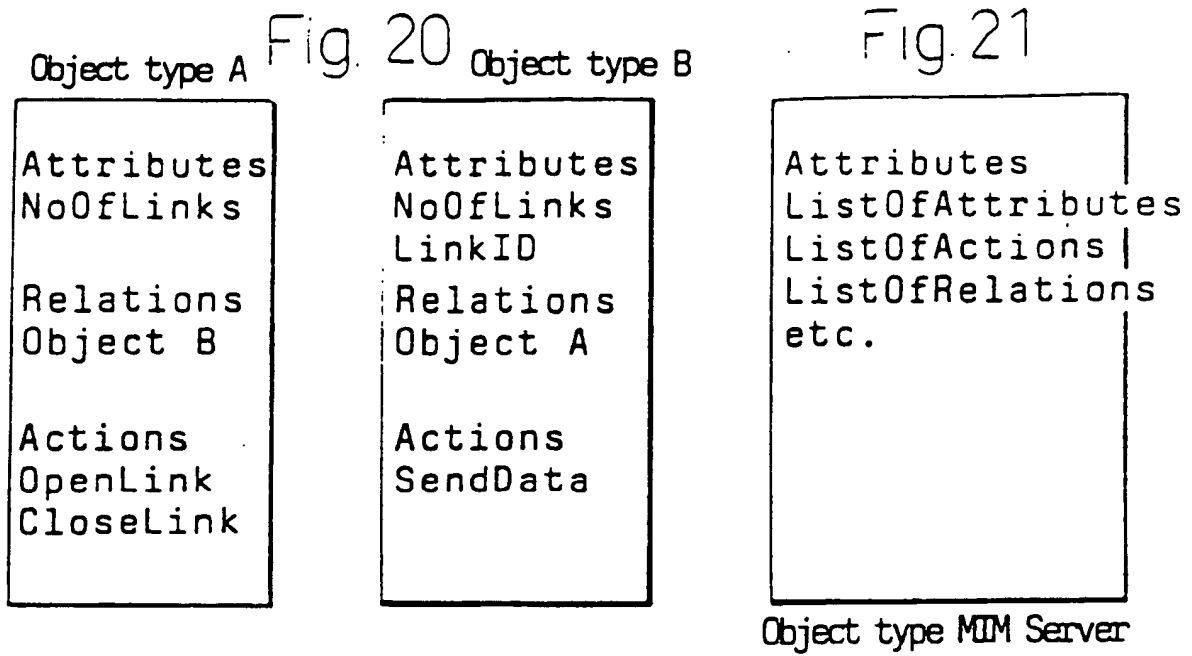 Fig. 20
Object type A
Attributes
NoOfLinks
Relations
Object B
Actions
OpenLink
CloseLink
Object type B
Attributes
NoOfLinks
LinkID
Relations
Object A
Actions
SendData
Fig. 21
Attributes
ListOfAttributes
ListOfActions
ListOfRelations
etc.
Object type MIM Server